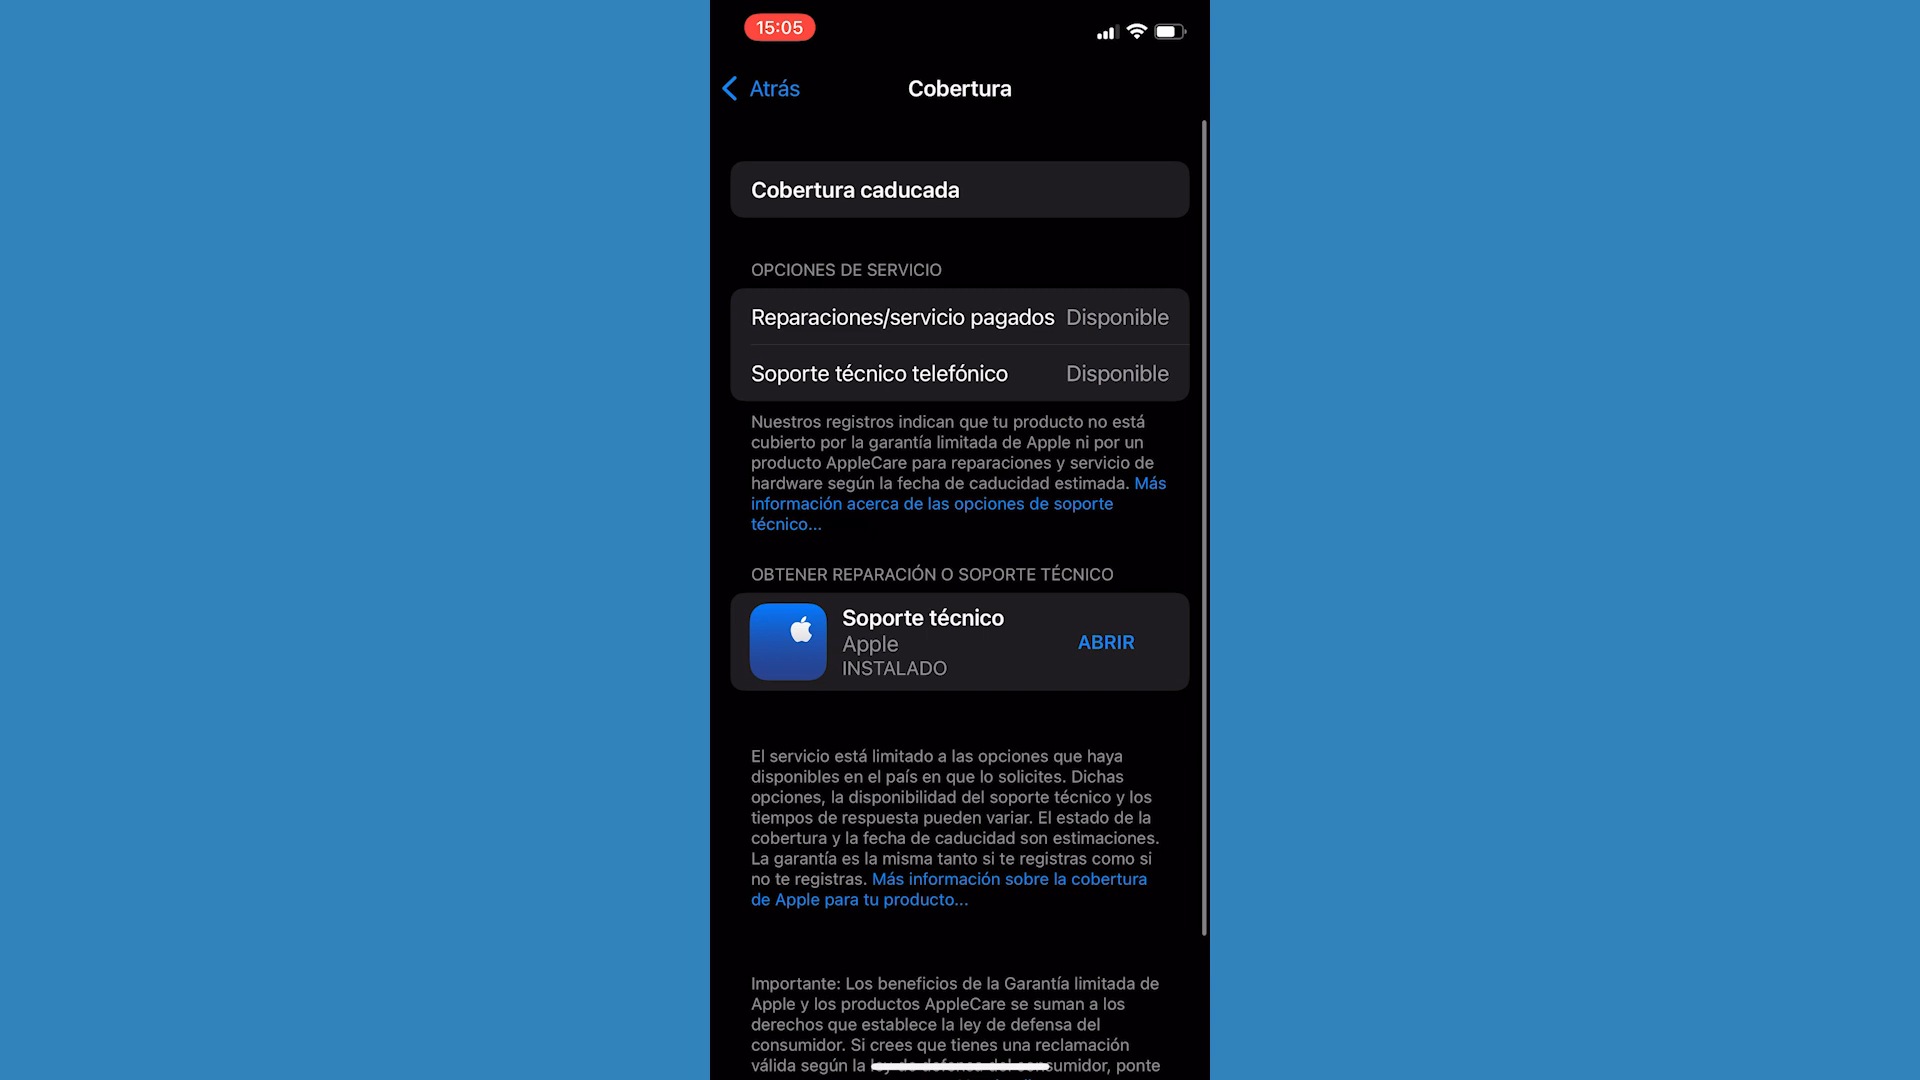 15:05
Atrás
Cobertura
Cobertura caducada
OPCIONES DE SERVICIO
Reparaciones/servicio pagados Disponible
Soporte técnico telefónico Disponible
Nuestros registros indican que tu producto no está
cubierto por la garantía limitada de Apple ni por un
producto AppleCare para reparaciones y servicio de
hardware según la fecha de caducidad estimada. Más
información acerca de las opciones de soporte
técnico...
OBTENER REPARACIÓN O SOPORTE TÉCNICO
Soporte técnico
Apple
INSTALADO
ABRIR
El servicio está limitado a las opciones que haya
disponibles en el país en que lo solicites. Dichas
opciones, la disponibilidad del soporte técnico y los
tiempos de respuesta pueden variar. El estado de la
cobertura y la fecha de caducidad son estimaciones.
La garantía es la misma tanto si te registras como si
no te registras. Más información sobre la cobertura
de Apple para tu producto...
Importante: Los beneficios de la Garantía limitada de
Apple y los productos AppleCare se suman a los
derechos que establece la ley de defensa del
consumidor. Si crees que tienes una reclamación
válida según la ley de defensa del consumidor, ponte